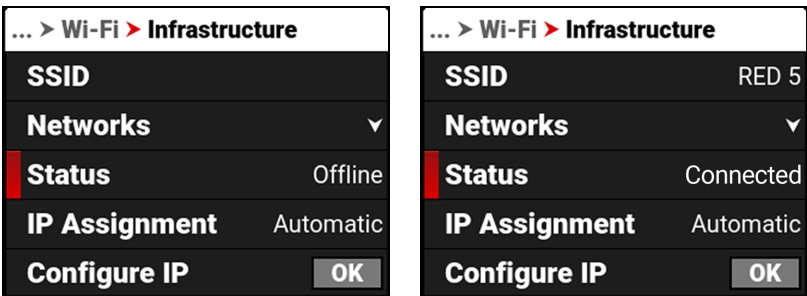 ... > Wi-Fi > Infrastructure
SSID
Networks
Status Offline
IP Assignment Automatic
Configure IP OK
... > Wi-Fi > Infrastructure
SSID RED 5
Networks
Status Connected
IP Assignment Automatic
Configure IP OK